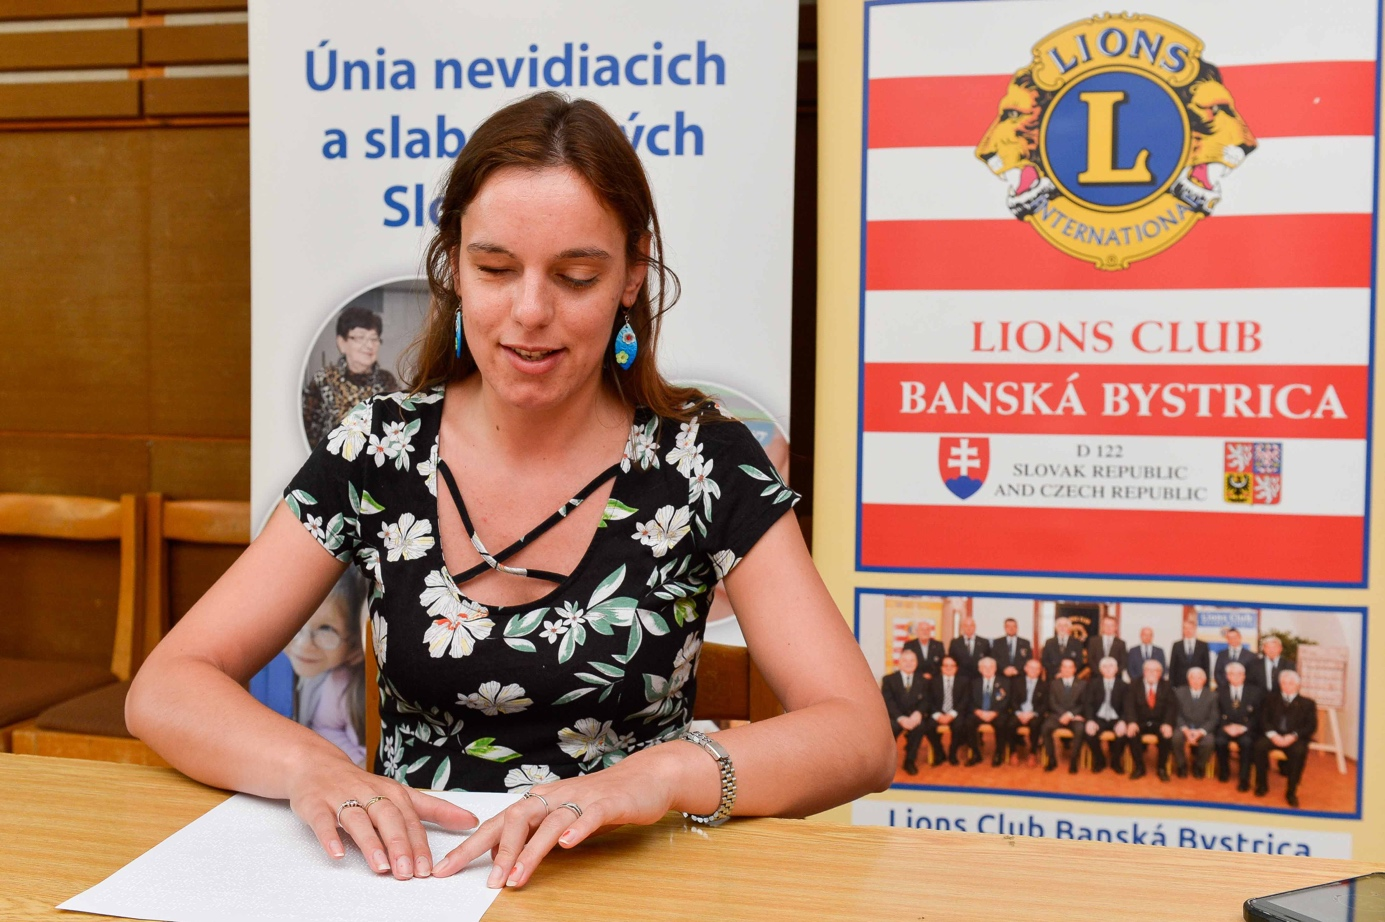 Únia nevidiacich
a slab
LIONS
L
INTERNATIONAL
LIONS CLUB
BANSKÁ BYSTRICA
D 122
SLOVAK REPUBLIC
AND CZECH REPUBLIC
Lions Club Banská Bystrica